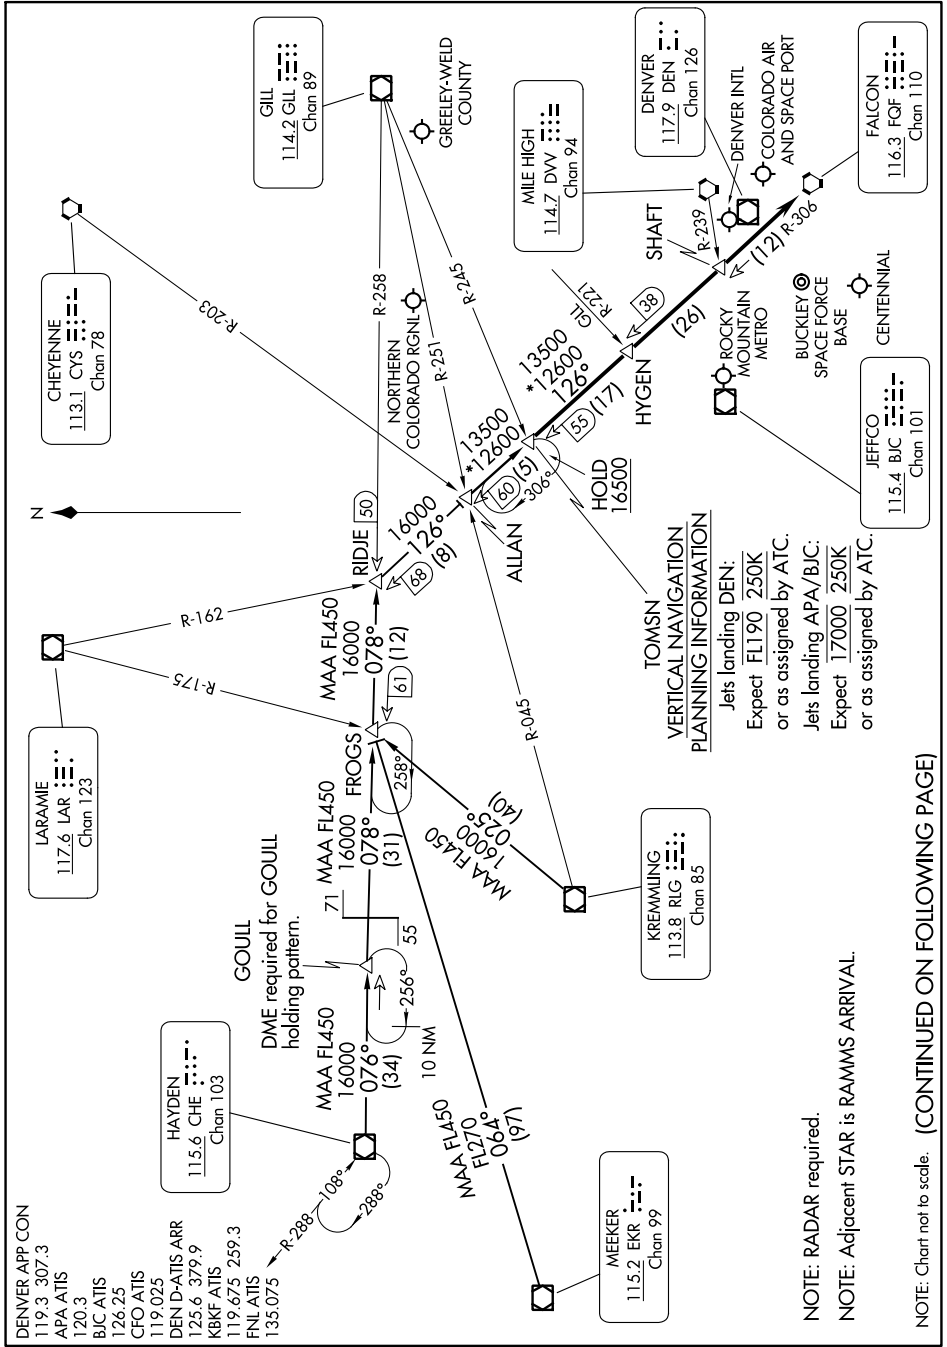 DENVER APP CON
119.3 307.3
APA ATIS
120.3
BJC ATIS
126.25
CFO ATIS
119.025
DEN D-ATIS ARR
125.6 379.9
KBKF ATIS
119.675 259.3
FNL ATIS
135.075
HAYDEN
115.6 CHE
Chan 103
R-288
108°
288°
MAA FL450
16000
076°
(34)
GOULL
DME required for GOULL
holding pattern.
256°
10 NM
71
55
MAA FL450
16000
078°
(31)
LARAMIE
117.6 LAR
Chan 123
R-175
R-162
FROGS
258°
61
MAA FL450
16000
078°
(12)
N
RIDJE
50
68
16000
126°
(8)
CHEYENNE
113.1 CYS
Chan 78
R-203
GILL
114.2 GLL
Chan 89
R-258
R-251
R-245
GREELEY-WELD
COUNTY
NORTHERN
COLORADO RGNL
ALLAN
60
13500
*12600
(5)
306°
HOLD
16500
TOMSN
55
13500
*12600
126°
(17)
GLL
R-221
HYGEN
38
(26)
MILE HIGH
114.7 DVV
Chan 94
R-239
SHAFT
(12)
R-306
DENVER
117.9 DEN
Chan 126
DENVER INTL
COLORADO AIR
AND SPACE PORT
FALCON
116.3 FQF
Chan 110
ROCKY
MOUNTAIN
METRO
BUCKLEY
SPACE FORCE
BASE
CENTENNIAL
JEFFCO
115.4 BJC
Chan 101
VERTICAL NAVIGATION
PLANNING INFORMATION
Jets landing DEN:
Expect FL190 250K
or as assigned by ATC.
Jets landing APA/BJC:
Expect 17000 250K
or as assigned by ATC.
R-045
MAA FL450
16000
025°
(40)
KREMMLING
113.8 RLG
Chan 85
MAA FL450
FL270
064°
(97)
MEEKER
115.2 EKR
Chan 99
NOTE: RADAR required.
NOTE: Adjacent STAR is RAMMS ARRIVAL.
NOTE: Chart not to scale.
(CONTINUED ON FOLLOWING PAGE)